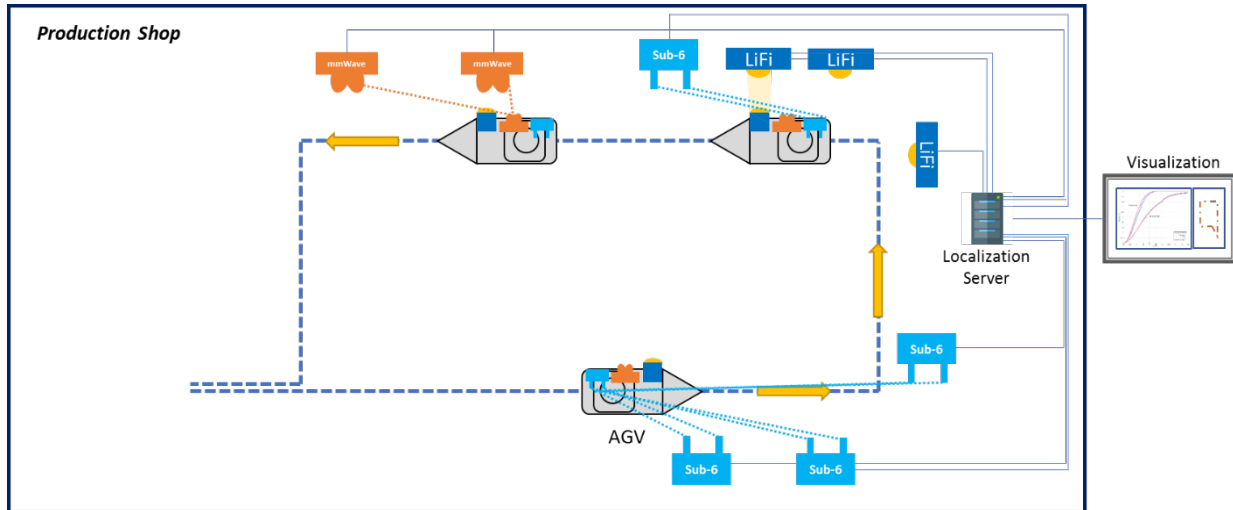 Production Shop
mmWave
mmWave
Sub-6
LiFi
LiFi
LiFi
Visualization
Localization
Server
Sub-6
AGV
Sub-6
Sub-6